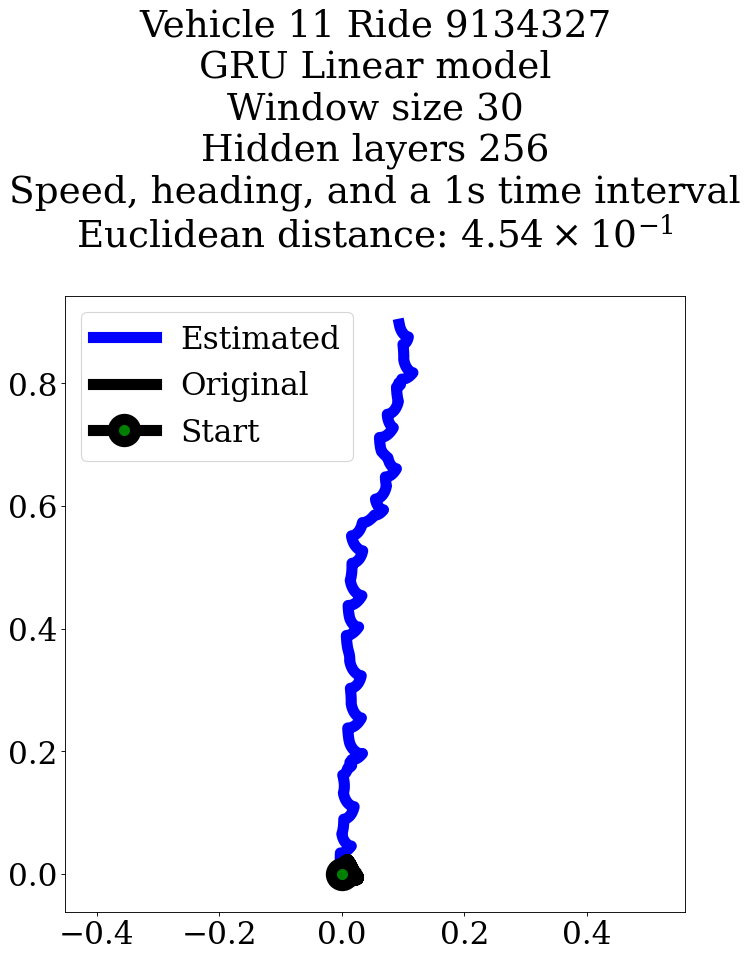 Vehicle 11 Ride 9134327
GRU Linear model
Window size 30
Hidden layers 256
Speed, heading, and a 1s time interval
Euclidean distance: 4.54 × 10⁻¹
Estimated
Original
Start
0.8
0.6
0.4
0.2
0.0
−0.4 −0.2 0.0 0.2 0.4